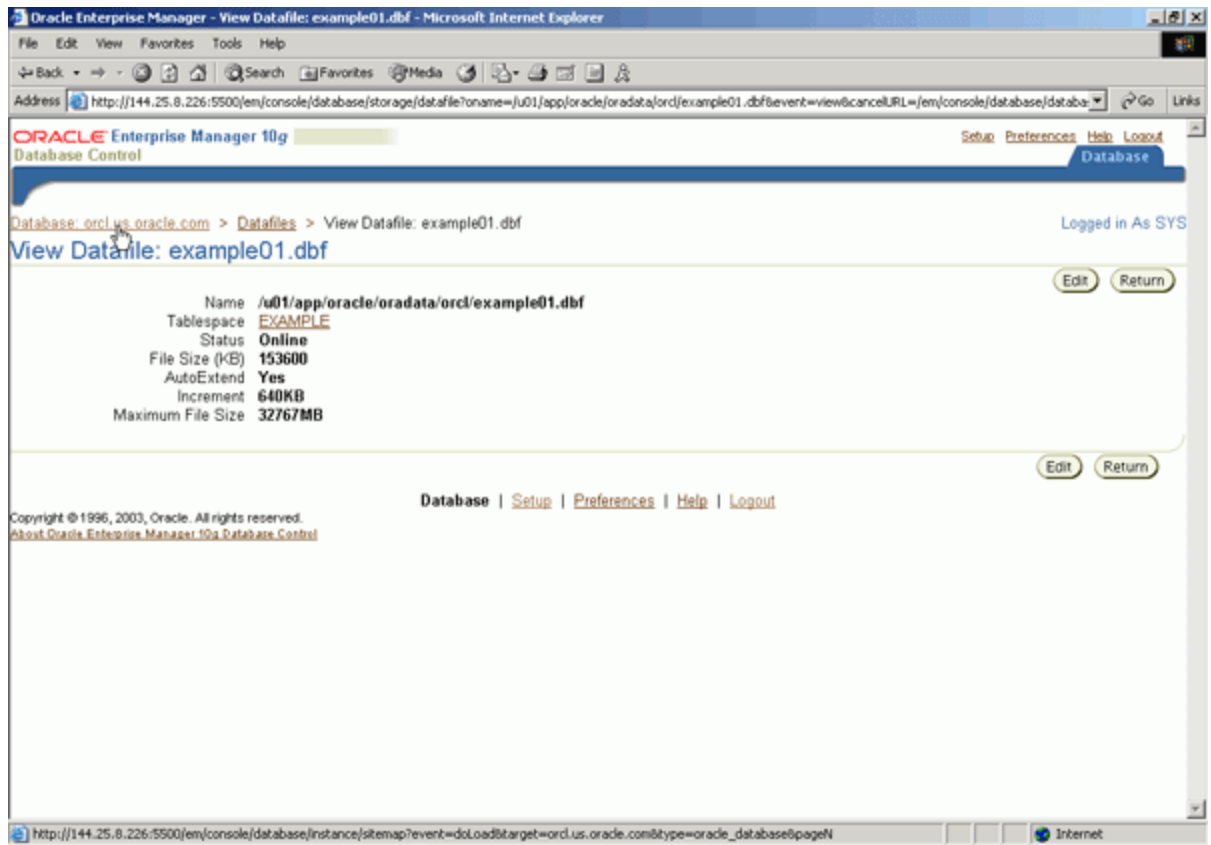 Oracle Enterprise Manager - View Datafile: example01.dbf - Microsoft Internet Explorer
File Edit View Favorites Tools Help
Back Search Favorites Media
Address http://144.25.8.226:5500/em/console/database/storage/datafile?oname=/u01/app/oracle/oradata/orcl/example01.dbf&event=view&cancelURL=/em/console/database/databa Go Links
ORACLE Enterprise Manager 10g
Database Control
Setup Preferences Help Logout
Database
Database: orcl.us.oracle.com > Datafiles > View Datafile: example01.dbf Logged in As SYS
View Datafile: example01.dbf
Edit Return
Name /u01/app/oracle/oradata/orcl/example01.dbf
Tablespace EXAMPLE
Status Online
File Size (KB) 153600
AutoExtend Yes
Increment 640KB
Maximum File Size 32767MB
Edit Return
Database | Setup | Preferences | Help | Logout
Copyright © 1996, 2003, Oracle. All rights reserved.
About Oracle Enterprise Manager 10g Database Control
http://144.25.8.226:5500/em/console/database/instance/sitemap?event=doLoad&target=orcl.us.oracle.com&type=oracle_database&pageN Internet